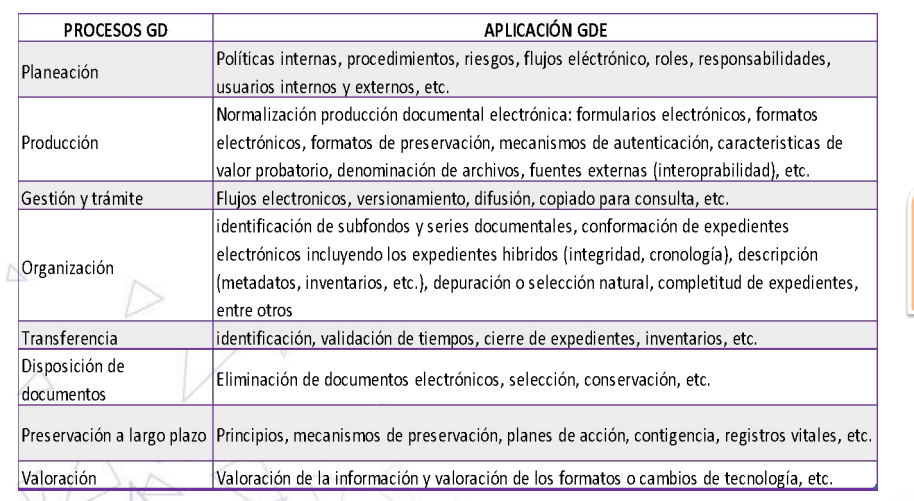 PROCESOS GD
APLICACIÓN GDE
Planeación
Políticas internas, procedimientos, riesgos, flujos eléctrónico, roles, responsabilidades,
usuarios internos y externos, etc.
Producción
Normalización producción documental electrónica: formularios electrónicos, formatos
electrónicos, formatos de preservación, mecanismos de autenticación, caracteristicas de
valor probatorio, denominación de archivos, fuentes externas (interoprabilidad), etc.
Gestión y trámite
Flujos electronicos, versionamiento, difusión, copiado para consulta, etc.
Organización
identificación de subfondos y series documentales, conformación de expedientes
electrónicos incluyendo los expedientes hibridos (integridad, cronología), descripción
(metadatos, inventarios, etc.), depuración o selección natural, completitud de expedientes,
entre otros
Transferencia
identificación, validación de tiempos, cierre de expedientes, inventarios, etc.
Disposición de
documentos
Eliminación de documentos electrónicos, selección, conservación, etc.
Preservación a largo plazo
Principios, mecanismos de preservación, planes de acción, contigencia, registros vitales, etc.
Valoración
Valoración de la información y valoración de los formatos o cambios de tecnología, etc.